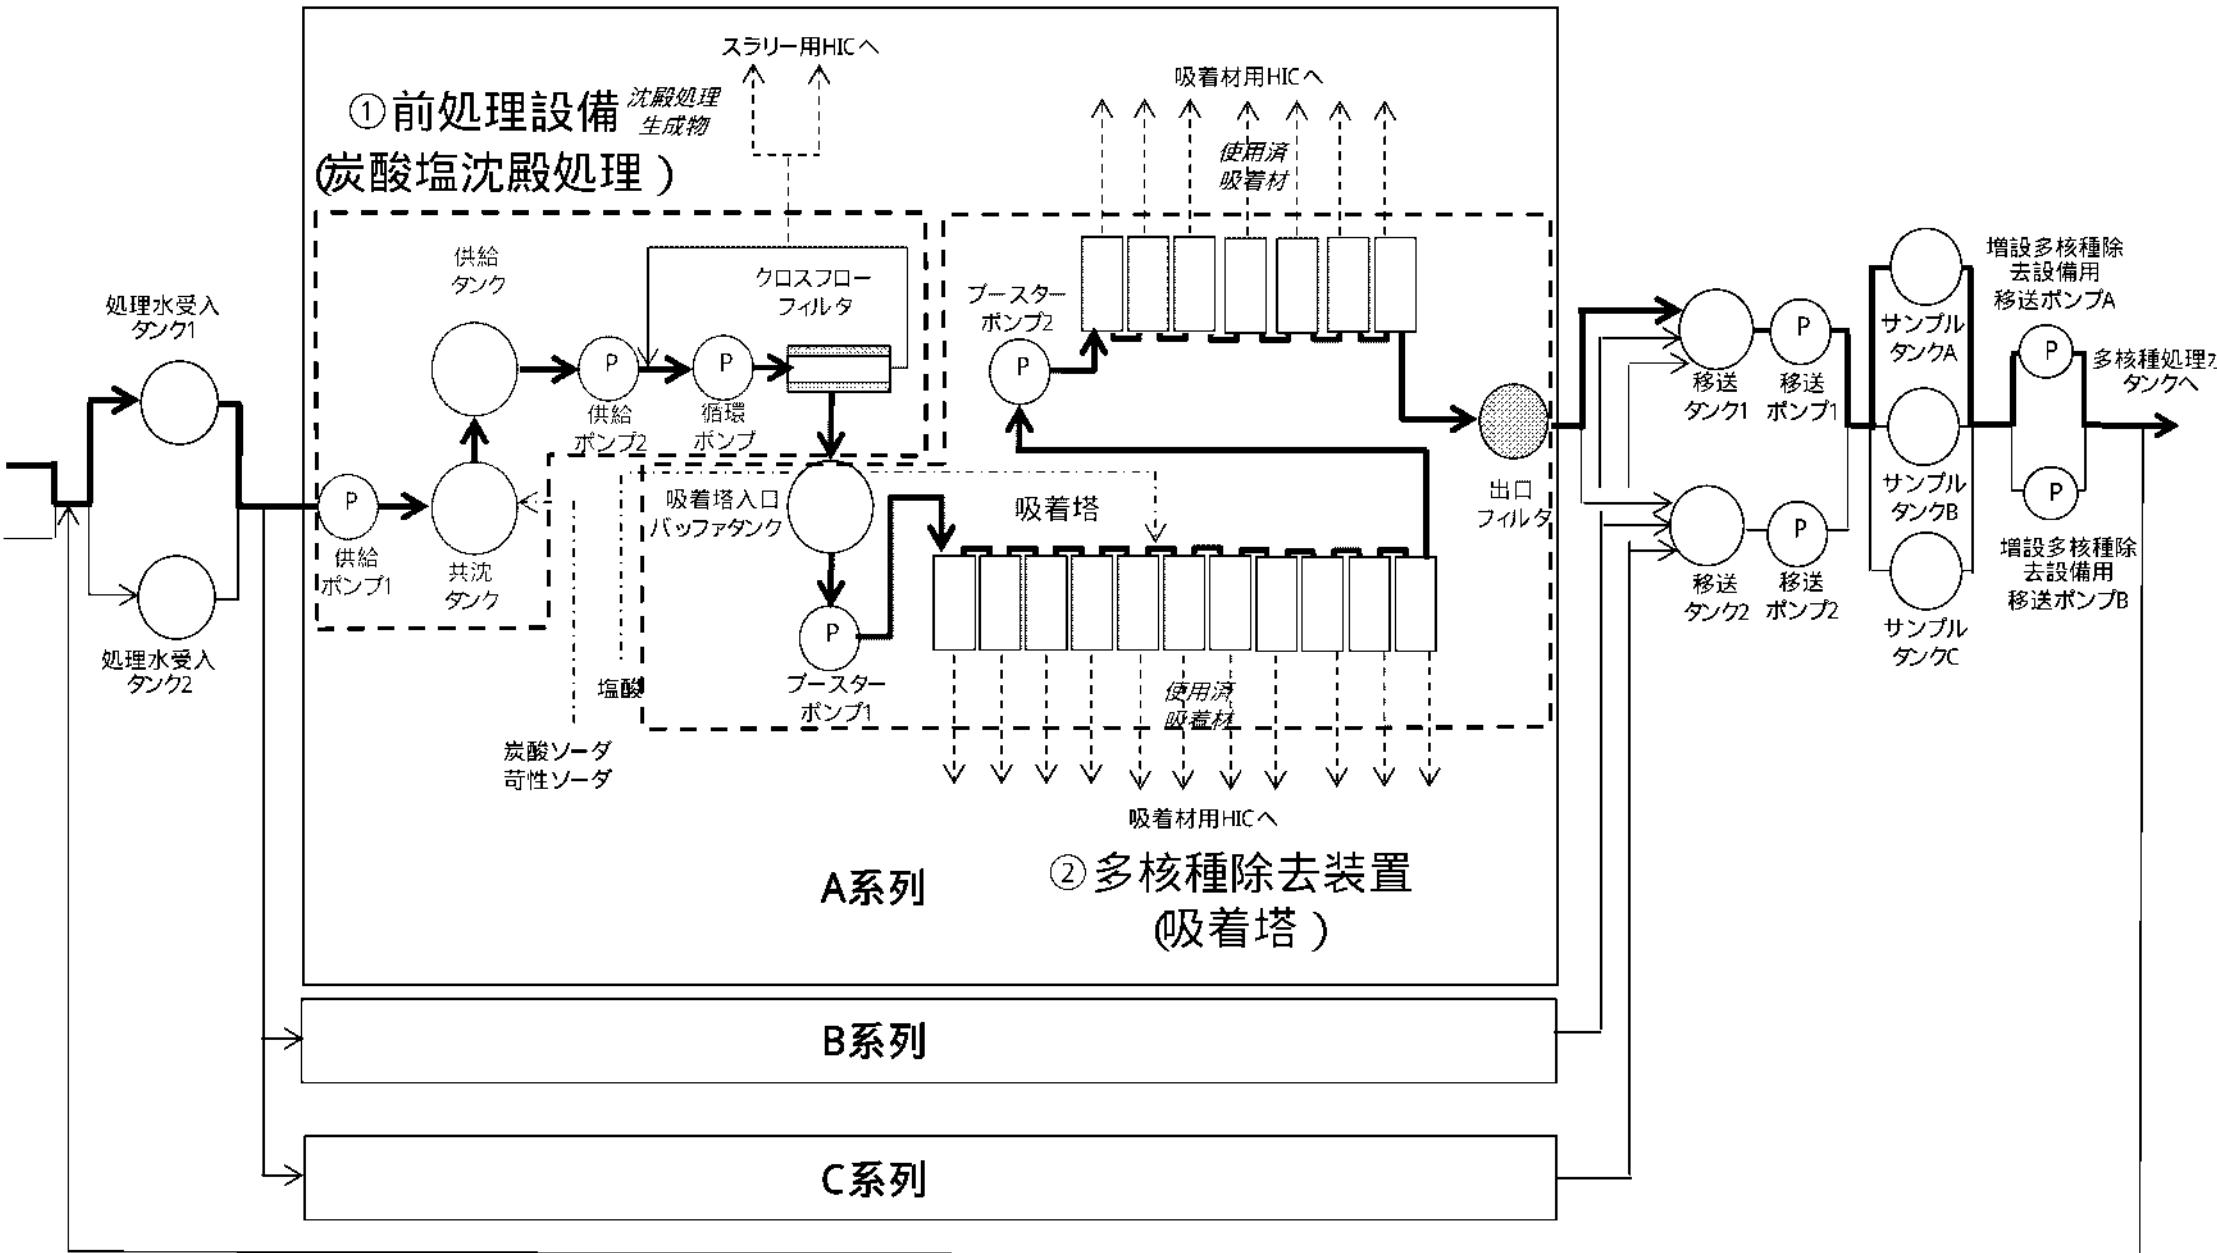 スラリー用HICへ
吸着材用HICへ
①前処理設備
(炭酸塩沈殿処理)
沈殿処理
生成物
使用済
吸着材
供給
タンク
クロスフロー
フィルタ
ブースター
ポンプ2
処理水受入
タンク1
P
供給
ポンプ2
P
循環
ポンプ
P
P
供給
ポンプ1
共沈
タンク
吸着塔入口
バッファタンク
吸着塔
出口
フィルタ
処理水受入
タンク2
塩酸
P
ブースター
ポンプ1
使用済
吸着材
炭酸ソーダ
苛性ソーダ
吸着材用HICへ
A系列
②多核種除去装置
(吸着塔)
B系列
C系列
移送
タンク1
P
移送
ポンプ1
移送
タンク2
P
移送
ポンプ2
サンプル
タンクA
サンプル
タンクB
サンプル
タンクC
増設多核種除
去設備用
移送ポンプA
P
多核種処理水
タンクへ
P
増設多核種除
去設備用
移送ポンプB